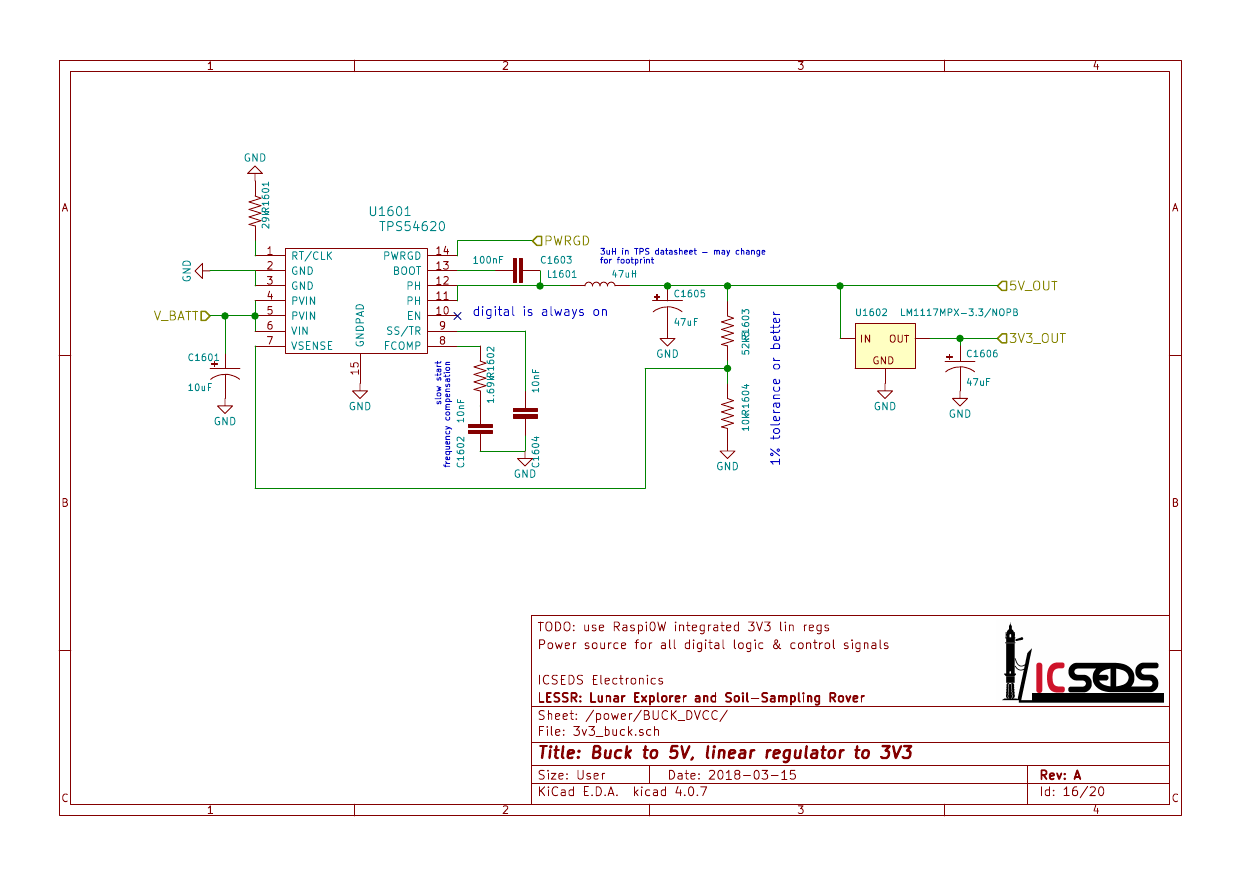 1 2 3 4
A A
B B
C C
1 2 3 4
GND
29k
R1601
U1601
TPS54620
1 RT/CLK
2 GND
3 GND
4 PVIN
5 PVIN
6 VIN
7 VSENSE
PWRGD 14
BOOT 13
PH 12
PH 11
EN 10
SS/TR 9
FCOMP 8
GNDPAD
15
GND
GND
V_BATT
C1601
10uF
GND
PWRGD
100nF C1603
L1601
47uH
3uH in TPS datasheet – may change
for footprint
digital is always on
C1605
47uF
GND
R1603
R1604
GND
1% tolerance or better
slow start
frequency compensation
1.69k
R1602
10nF
C1602
10nF
C1604
GND
5V_OUT
U1602 LM1117MPX-3.3/NOPB
IN OUT
GND
GND
3V3_OUT
C1606
47uF
GND
TODO: use Raspi0W integrated 3V3 lin regs
Power source for all digital logic & control signals
ICSEDS
ICSEDS Electronics
LESSR: Lunar Explorer and Soil-Sampling Rover
Sheet: /power/BUCK_DVCC/
File: 3v3_buck.sch
Title: Buck to 5V, linear regulator to 3V3
Size: User Date: 2018-03-15 Rev: A
KiCad E.D.A. kicad 4.0.7 Id: 16/20